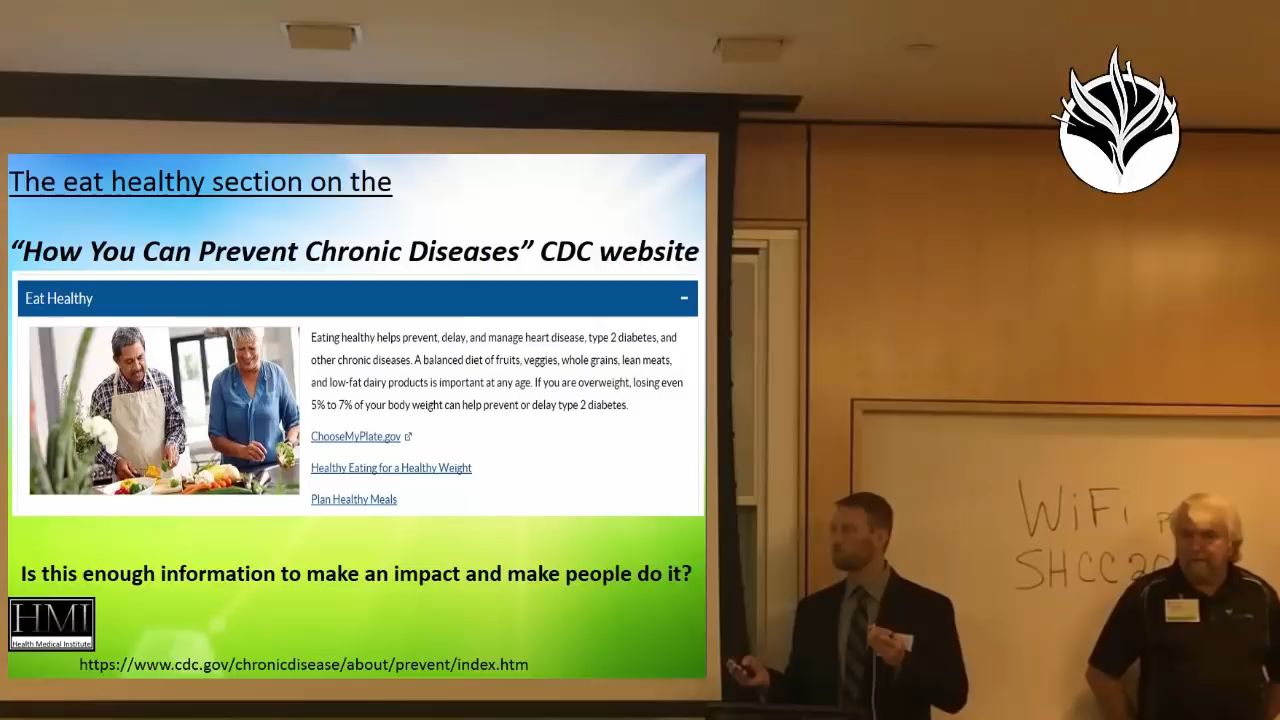 The eat healthy section on the
“How You Can Prevent Chronic Diseases” CDC website
Eat Healthy
Eating healthy helps prevent, delay, and manage heart disease, type 2 diabetes, and
other chronic diseases. A balanced diet of fruits, veggies, whole grains, lean meats,
and low-fat dairy products is important at any age. If you are overweight, losing even
5% to 7% of your body weight can help prevent or delay type 2 diabetes.
ChooseMyPlate.gov
Healthy Eating for a Healthy Weight
Plan Healthy Meals
Is this enough information to make an impact and make people do it?
HMI
Health Medical Institute
https://www.cdc.gov/chronicdisease/about/prevent/index.htm
WiFi